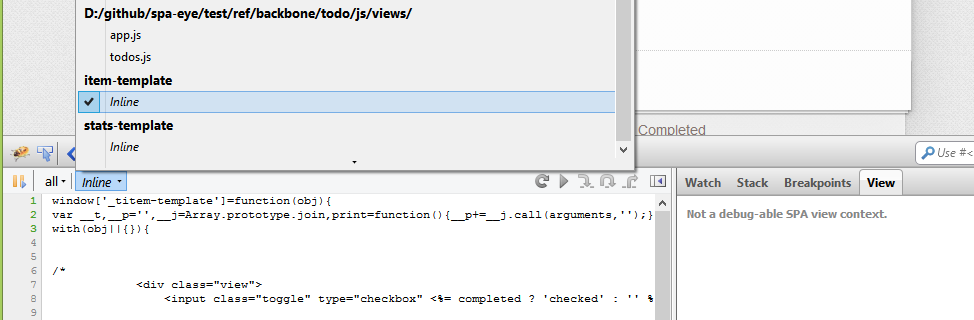 D:/github/spa-eye/test/ref/backbone/todo/js/views/
app.js
todos.js
item-template
Inline
stats-template
Inline
Completed
Use #<
all
Inline
Watch
Stack
Breakpoints
View
Not a debug-able SPA view context.
1 window['_titem-template']=function(obj){
2 var __t,__p='',__j=Array.prototype.join,print=function(){__p+=__j.call(arguments,'');}
3 with(obj||{}){
4
5
6 /*
7 <div class="view">
8 <input class="toggle" type="checkbox" <%= completed ? 'checked' : '' %
9